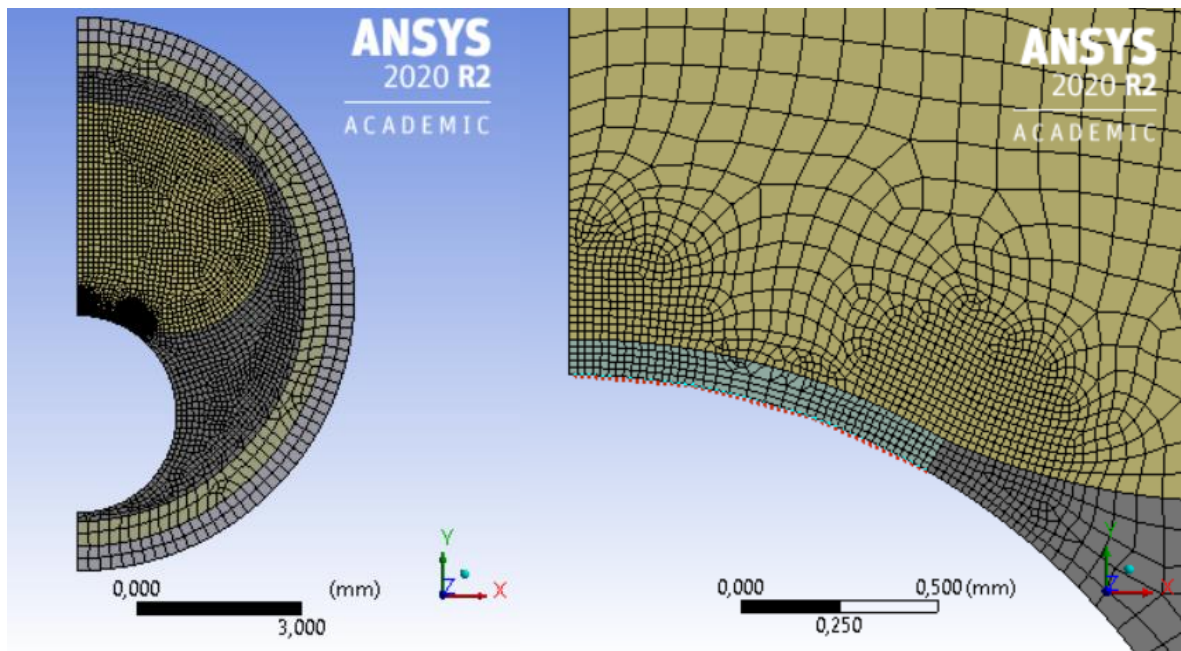 ANSYS
2020 R2
ACADEMIC
Y
Z
X
0,000
(mm)
3,000
ANSYS
2020 R2
ACADEMIC
Y
Z
X
0,000
0,500 (mm)
0,250